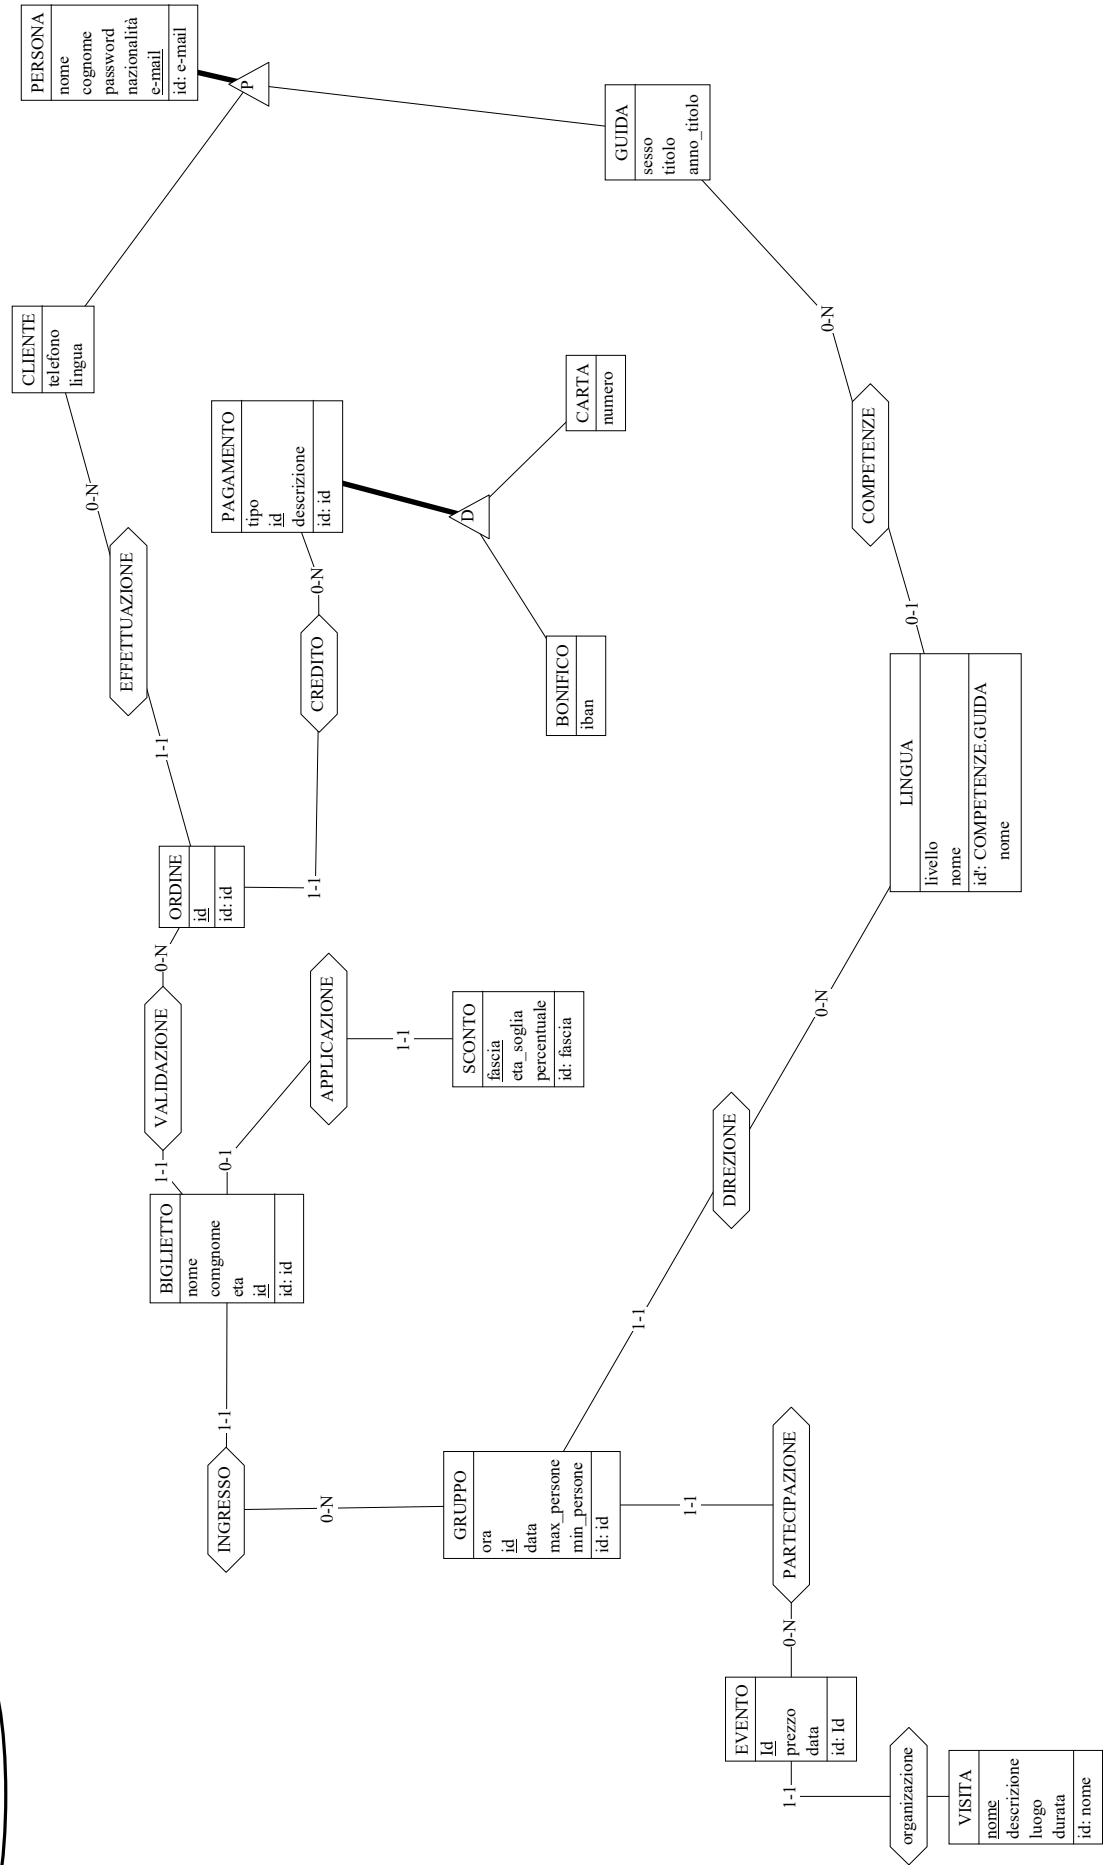 PERSONA
nome
cognome
password
nazionalità
e-mail
id: e-mail
P
CLIENTE
telefono
lingua
GUIDA
sesso
titolo
anno_titolo
0-N
EFFETTUAZIONE
1-1
PAGAMENTO
tipo
id
descrizione
id: id
D
CARTA
numero
BONIFICO
iban
0-N
CREDITO
1-1
0-N
COMPETENZE
0-1
ORDINE
id
id: id
0-N
VALIDAZIONE
1-1
APPLICAZIONE
0-1
1-1
SCONTO
fascia
eta_soglia
percentuale
id: fascia
LINGUA
livello
nome
id': COMPETENZE.GUIDA
nome
0-N
DIREZIONE
1-1
BIGLIETTO
nome
comgnome
eta
id
id: id
1-1
INGRESSO
0-N
GRUPPO
ora
id
data
max_persone
min_persone
id: id
1-1
PARTECIPAZIONE
0-N
EVENTO
Id
prezzo
data
id: Id
1-1
organizazione
VISITA
nome
descrizione
luogo
durata
id: nome